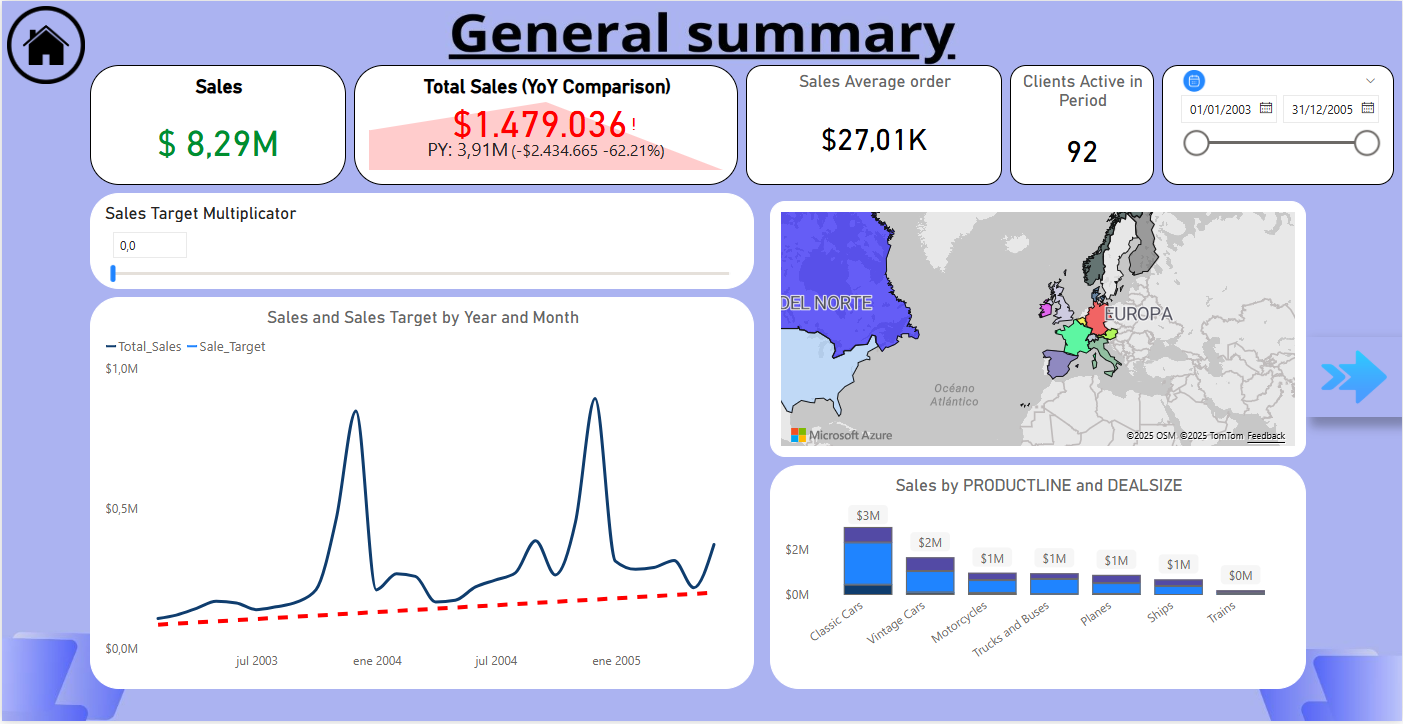 General summary
Sales
$ 8,29M
Total Sales (YoY Comparison)
$1.479.036 !
PY: 3,91M (-$2.434.665 -62.21%)
Sales Average order
$27,01K
Clients Active in
Period
92
01/01/2003
31/12/2005
Sales Target Multiplicator
0,0
Sales and Sales Target by Year and Month
Total_Sales
Sale_Target
$1,0M
$0,5M
$0,0M
jul 2003
ene 2004
jul 2004
ene 2005
DEL NORTE
EUROPA
Océano
Atlántico
Microsoft Azure
©2025 OSM ©2025 TomTom Feedback
Sales by PRODUCTLINE and DEALSIZE
$3M
$2M
$1M
$1M
$1M
$1M
$0M
$2M
$0M
Classic Cars
Vintage Cars
Motorcycles
Trucks and Buses
Planes
Ships
Trains